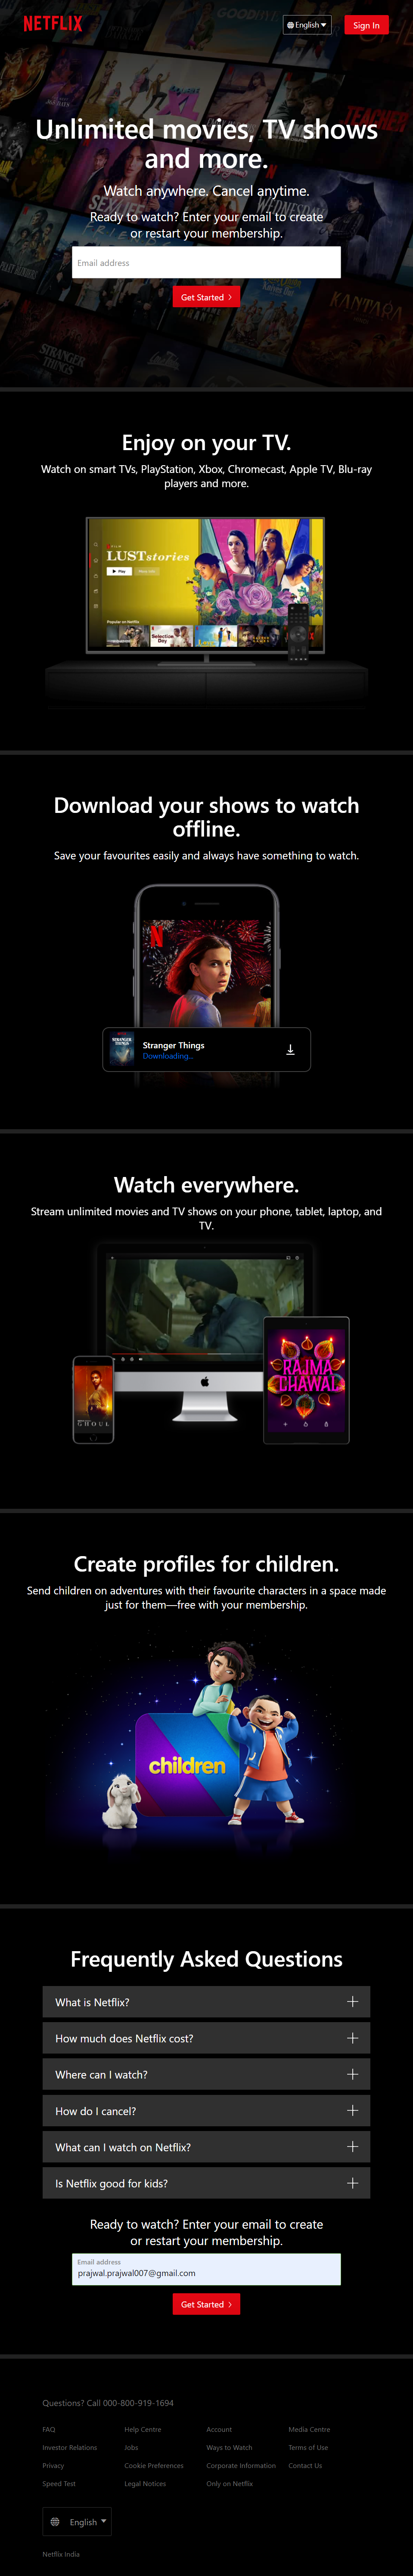 NETFLIX
English
Sign In
Unlimited movies, TV shows
and more.
Watch anywhere. Cancel anytime.
Ready to watch? Enter your email to create
or restart your membership.
Email address
Get Started
Enjoy on your TV.
Watch on smart TVs, PlayStation, Xbox, Chromecast, Apple TV, Blu-ray
players and more.
LUST stories
Play
Popular on Netflix
Selection
Day
Download your shows to watch
offline.
Save your favourites easily and always have something to watch.
N
STRANGER
THINGS
Stranger Things
Downloading...
Watch everywhere.
Stream unlimited movies and TV shows on your phone, tablet, laptop, and
TV.
GHOUL
RAJMA
CHAWAL
Create profiles for children.
Send children on adventures with their favourite characters in a space made
just for them—free with your membership.
children
Frequently Asked Questions
What is Netflix?
How much does Netflix cost?
Where can I watch?
How do I cancel?
What can I watch on Netflix?
Is Netflix good for kids?
Ready to watch? Enter your email to create
or restart your membership.
Email address
prajwal.prajwal007@gmail.com
Get Started
Questions? Call 000-800-919-1694
FAQ
Help Centre
Account
Media Centre
Investor Relations
Jobs
Ways to Watch
Terms of Use
Privacy
Cookie Preferences
Corporate Information
Contact Us
Speed Test
Legal Notices
Only on Netflix
English
Netflix India